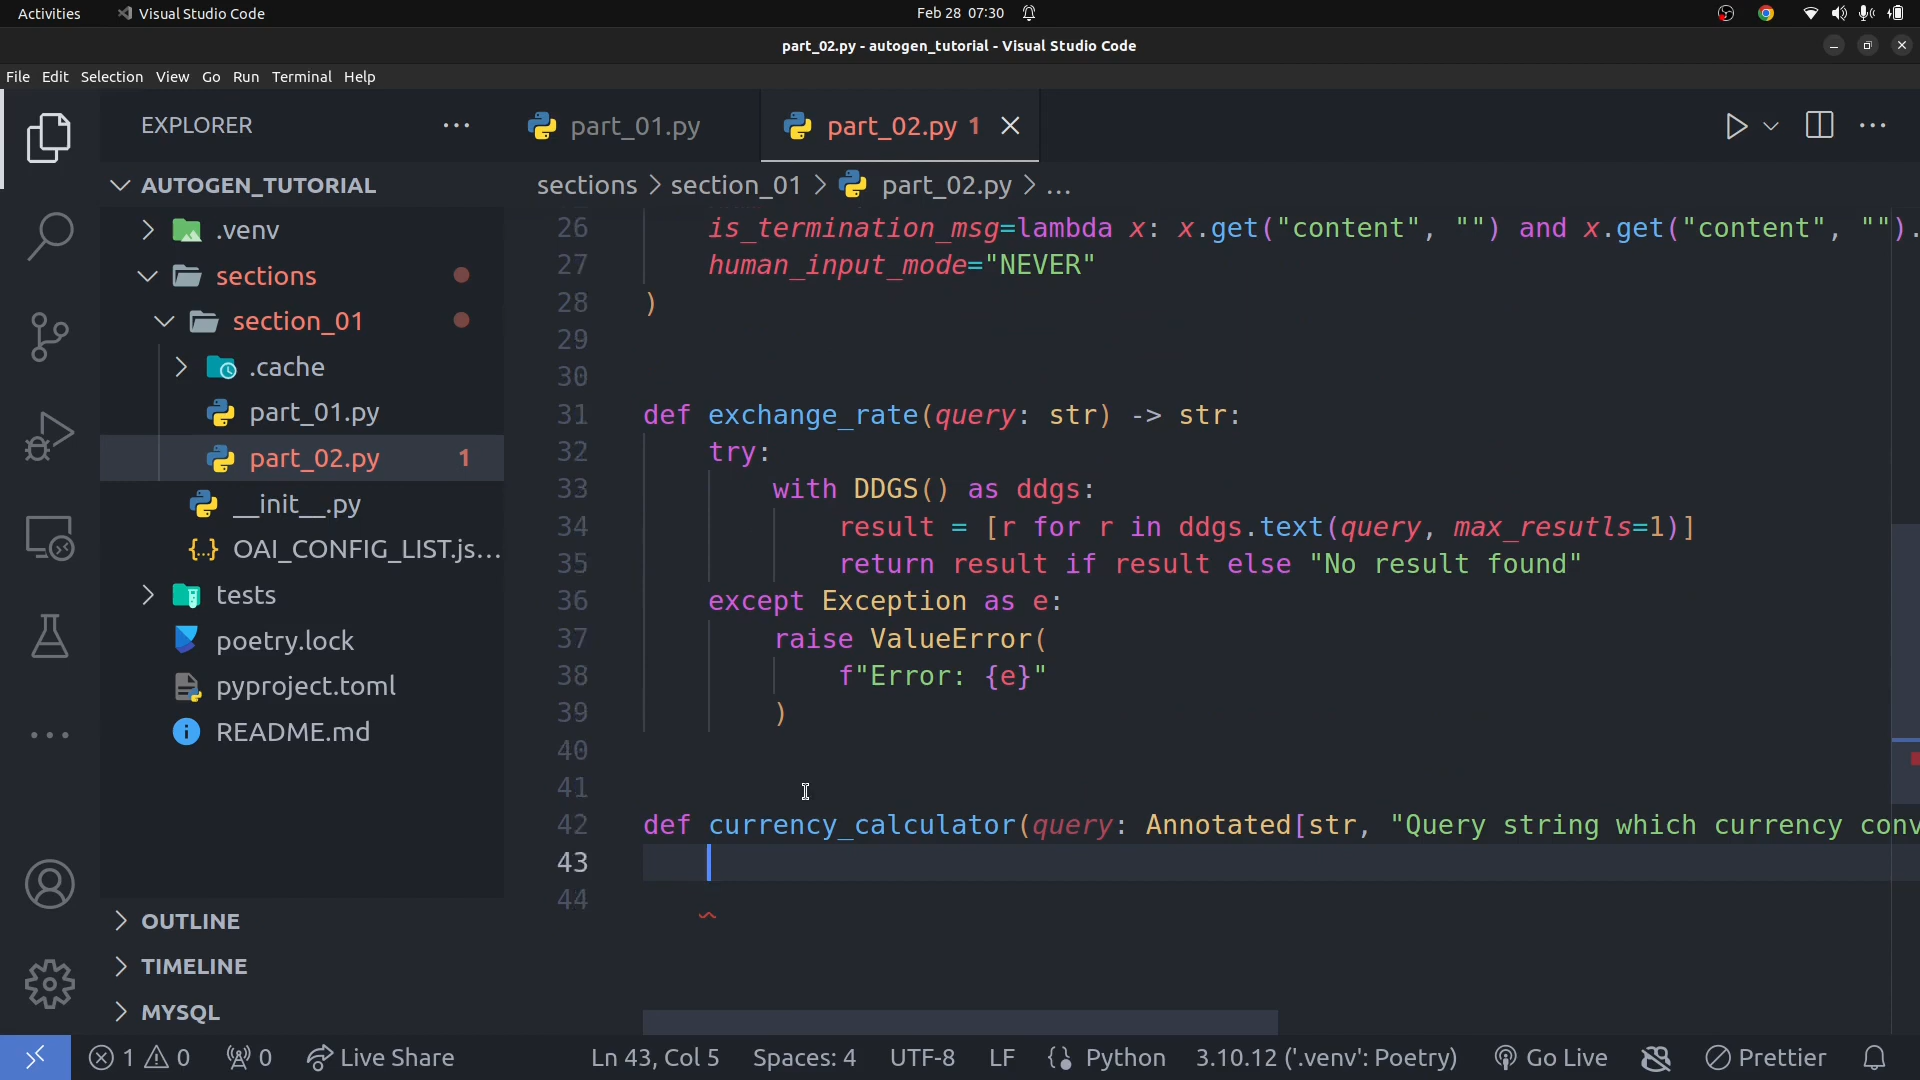 Activities Visual Studio Code Feb 28 07:30
part_02.py - autogen_tutorial - Visual Studio Code
File Edit Selection View Go Run Terminal Help
EXPLORER ··· part_01.py part_02.py 1
AUTOGEN_TUTORIAL
sections > section_01 > part_02.py > ...
.venv
sections
section_01
.cache
part_01.py
part_02.py 1
__init__.py
{..} OAI_CONFIG_LIST.js...
tests
poetry.lock
pyproject.toml
README.md
OUTLINE
TIMELINE
MYSQL
26 is_termination_msg=lambda x: x.get("content", "") and x.get("content", "").
27 human_input_mode="NEVER"
28 )
29
30
31 def exchange_rate(query: str) -> str:
32 try:
33 with DDGS() as ddgs:
34 result = [r for r in ddgs.text(query, max_resutls=1)]
35 return result if result else "No result found"
36 except Exception as e:
37 raise ValueError(
38 f"Error: {e}"
39 )
40
41
42 def currency_calculator(query: Annotated[str, "Query string which currency conv
43
44
1 0 0 Live Share Ln 43, Col 5 Spaces: 4 UTF-8 LF Python 3.10.12 ('.venv': Poetry) Go Live Prettier